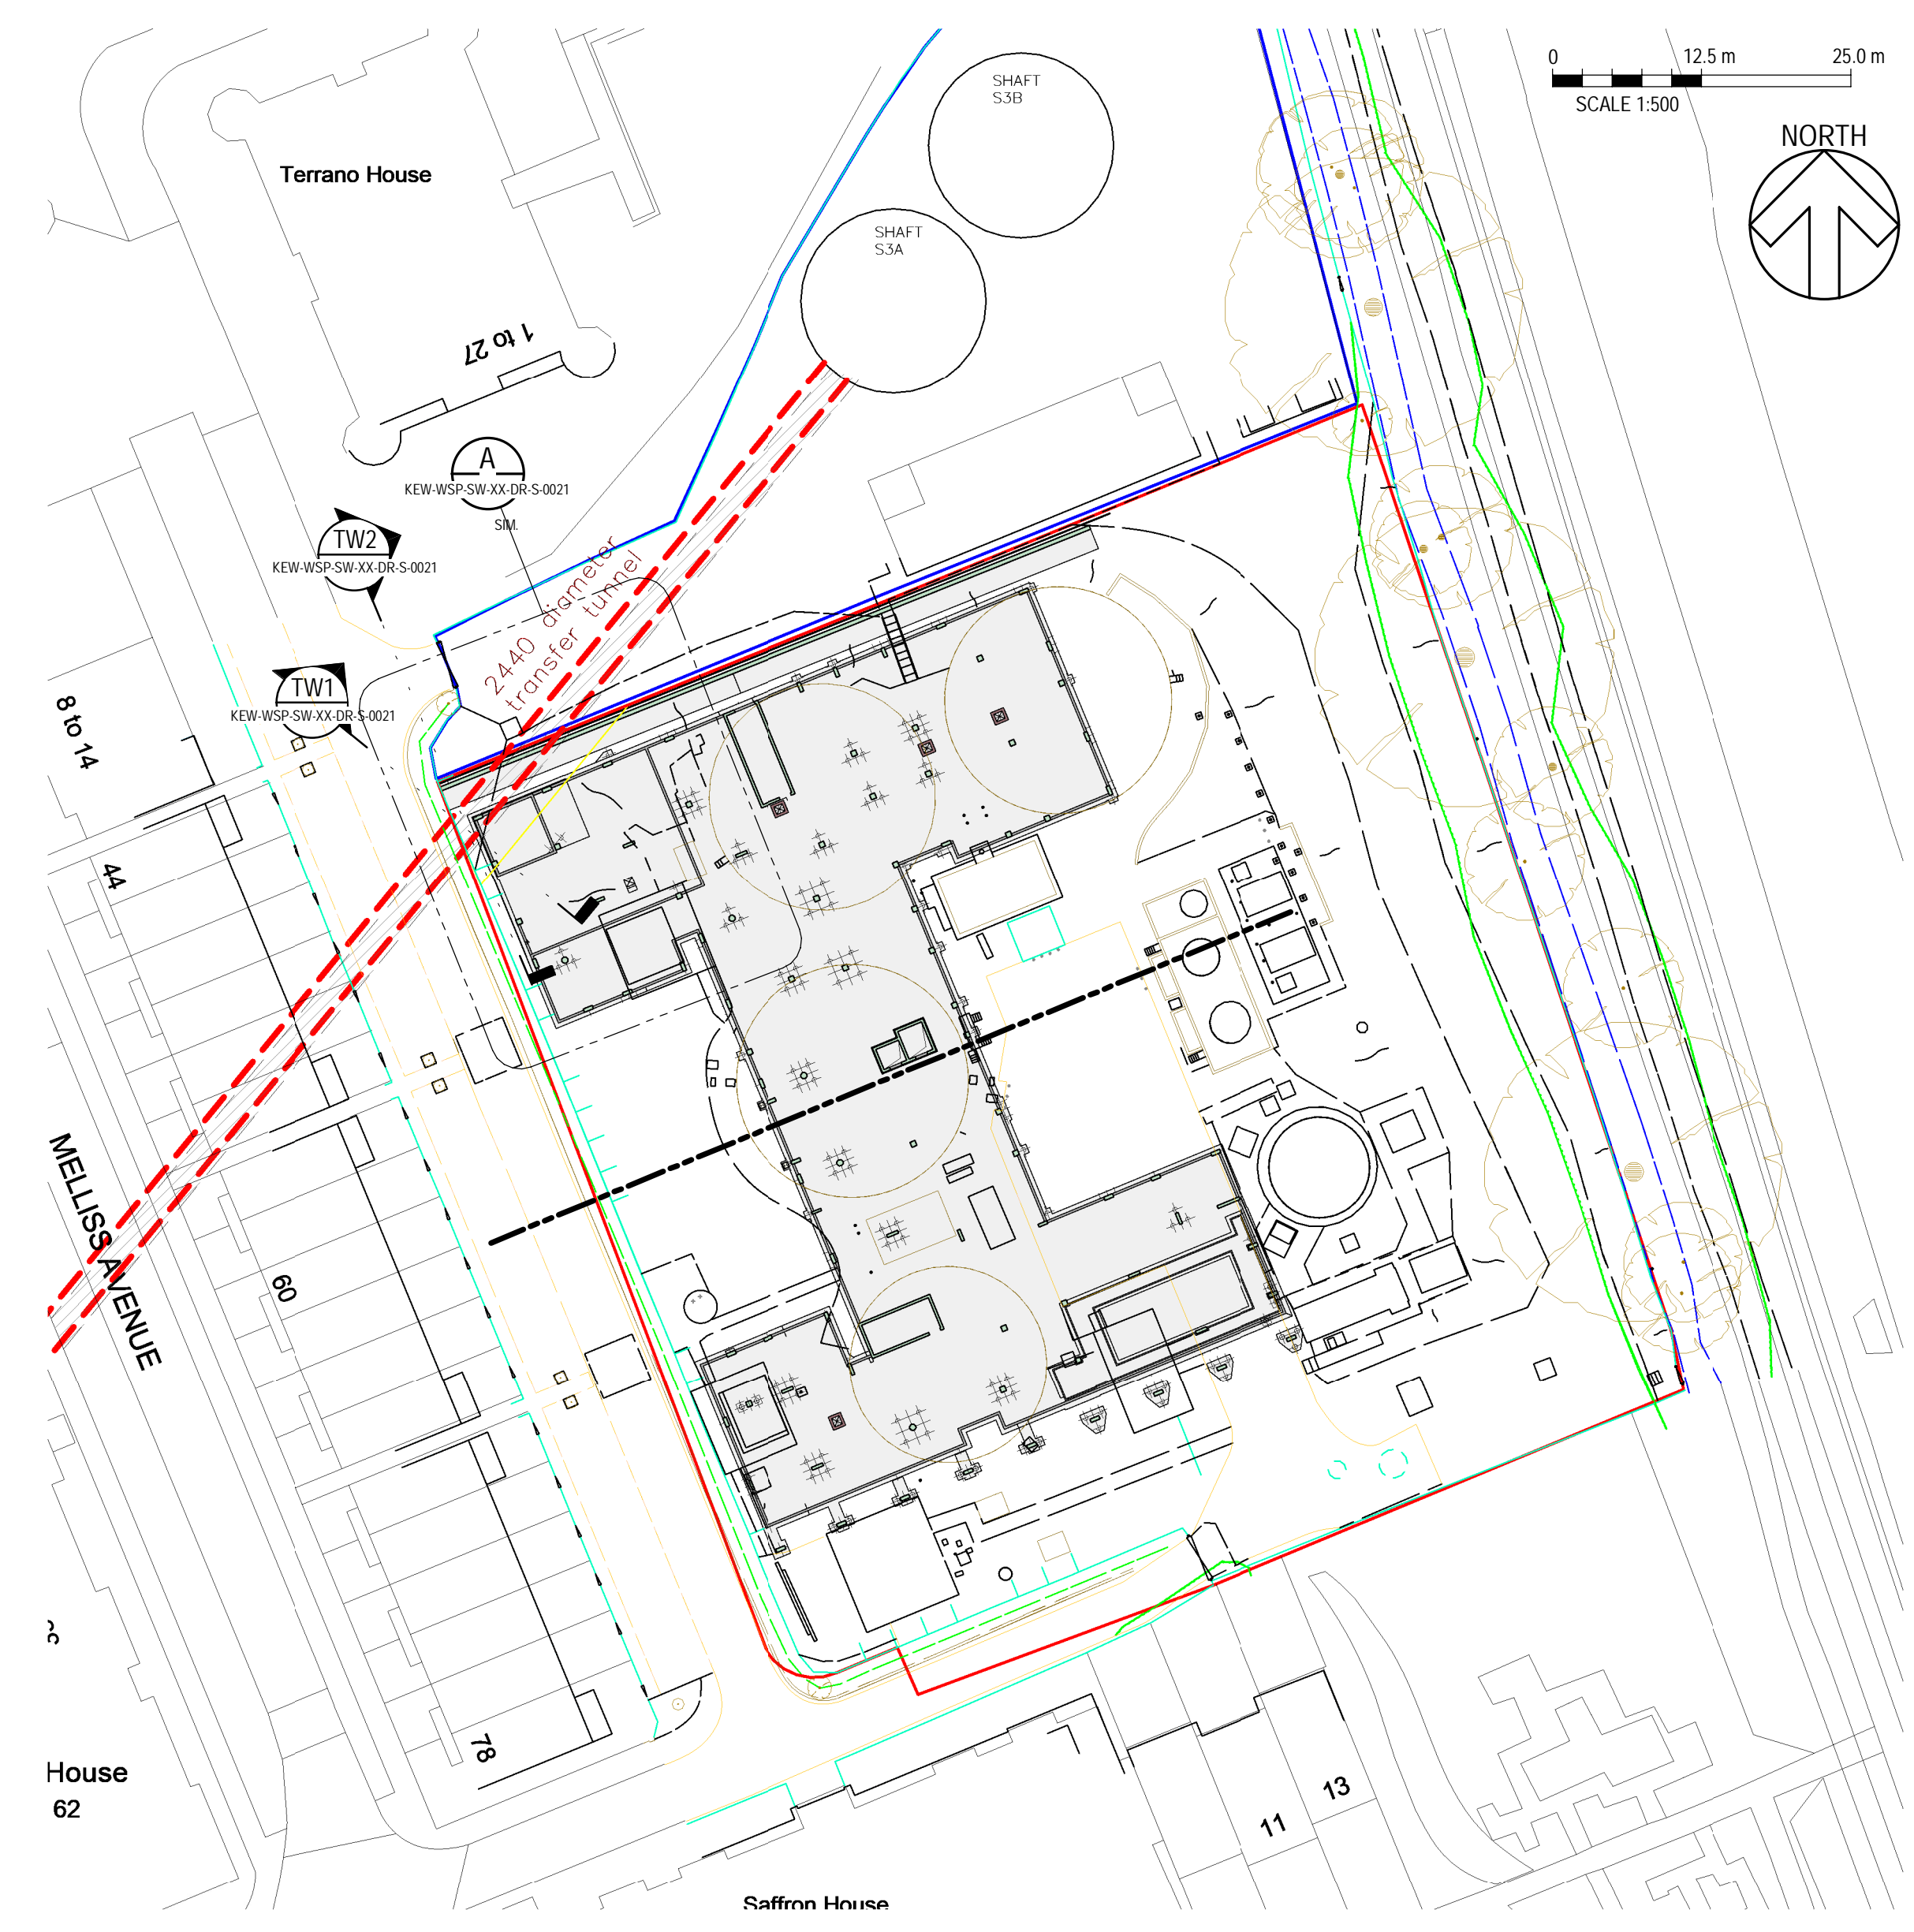 0 12.5 m 25.0 m
SCALE 1:500
NORTH
SHAFT
S3B
SHAFT
S3A
Terrano House
1 to 27
A
KEW-WSP-SW-XX-DR-S-0021
SIM.
TW2
KEW-WSP-SW-XX-DR-S-0021
TW1
KEW-WSP-SW-XX-DR-S-0021
2440 diameter
transfer tunnel
8 to 14
44
60
78
MELLISS AVENUE
House
62
11
13
Saffron House